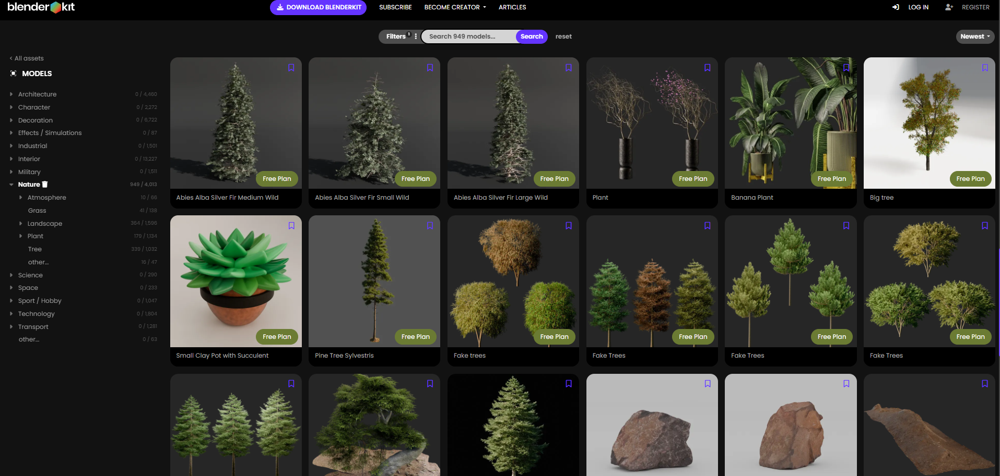 blenderkit
DOWNLOAD BLENDERKIT
SUBSCRIBE
BECOME CREATOR
ARTICLES
LOG IN
REGISTER
Filters 1
Search 949 models...
Search
reset
Newest
< All assets
MODELS
Architecture 0 / 4,460
Character 0 / 2,272
Decoration 0 / 6,722
Effects / Simulations 0 / 87
Industrial 0 / 1,501
Interior 0 / 13,227
Military 0 / 1,511
Nature 949 / 4,013
Atmosphere 10 / 66
Grass 41 / 138
Landscape 364 / 1,596
Plant 179 / 1,134
Tree 339 / 1,032
other... 16 / 47
Science 0 / 290
Space 0 / 233
Sport / Hobby 0 / 1,047
Technology 0 / 1,804
Transport 0 / 1,281
other... 0 / 63
Free Plan
Free Plan
Free Plan
Free Plan
Free Plan
Free Plan
Abies Alba Silver Fir Medium Wild
Abies Alba Silver Fir Small Wild
Abies Alba Silver Fir Large Wild
Plant
Banana Plant
Big tree
Free Plan
Free Plan
Free Plan
Free Plan
Free Plan
Free Plan
Small Clay Pot with Succulent
Pine Tree Sylvestris
Fake trees
Fake Trees
Fake Trees
Fake Trees